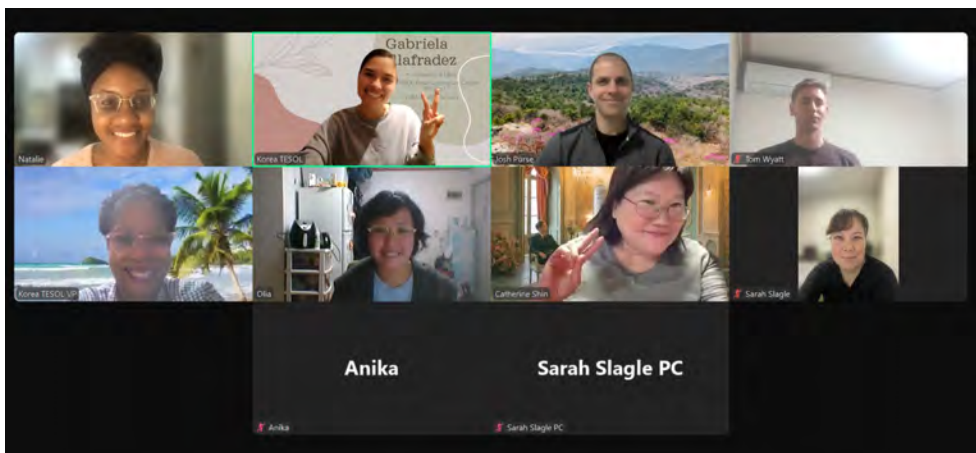 Gabriela
llafradez
Natalie
Korea TESOL
Josh Purse
Tom Wyatt
Korea TESOL VP
Olia
Catherine Shin
Sarah Slagle
Anika
Sarah Slagle PC
Anika
Sarah Slagle PC